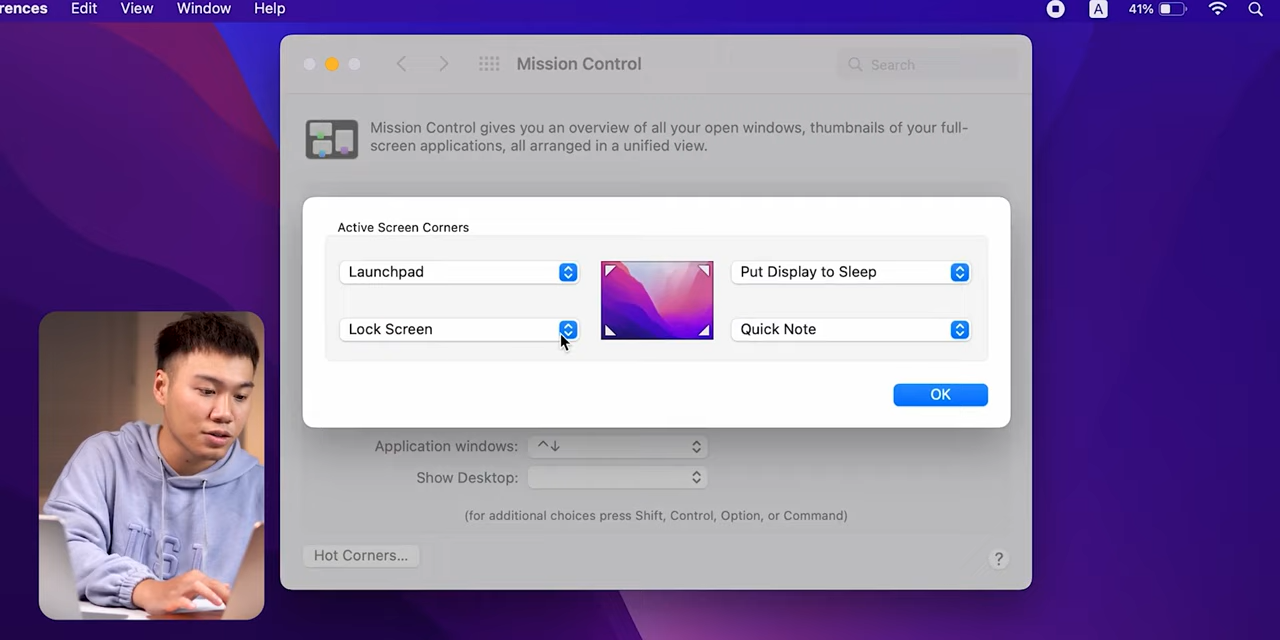 rences Edit View Window Help A 41%
Mission Control Search
Mission Control gives you an overview of all your open windows, thumbnails of your full-
screen applications, all arranged in a unified view.
Active Screen Corners
Launchpad Put Display to Sleep
Lock Screen Quick Note
OK
Application windows: ^↓
Show Desktop:
(for additional choices press Shift, Control, Option, or Command)
Hot Corners... ?